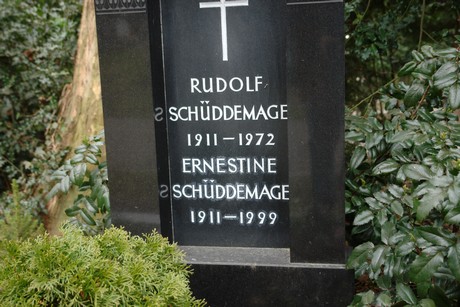 RUDOLF
SCHÜDDEMAGE
1911–1972
ERNESTINE
SCHÜDDEMAGE
1911–1999